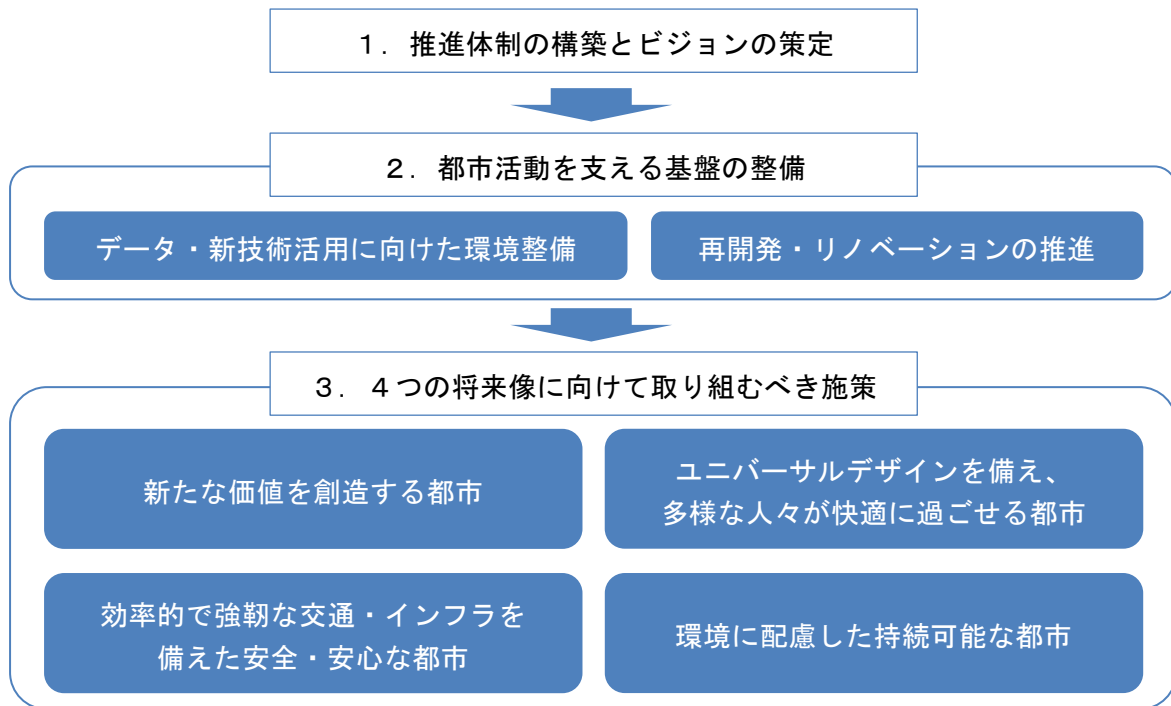 １．推進体制の構築とビジョンの策定
２．都市活動を支える基盤の整備
データ・新技術活用に向けた環境整備
再開発・リノベーションの推進
３．４つの将来像に向けて取り組むべき施策
新たな価値を創造する都市
ユニバーサルデザインを備え、
多様な人々が快適に過ごせる都市
効率的で強靭な交通・インフラを
備えた安全・安心な都市
環境に配慮した持続可能な都市